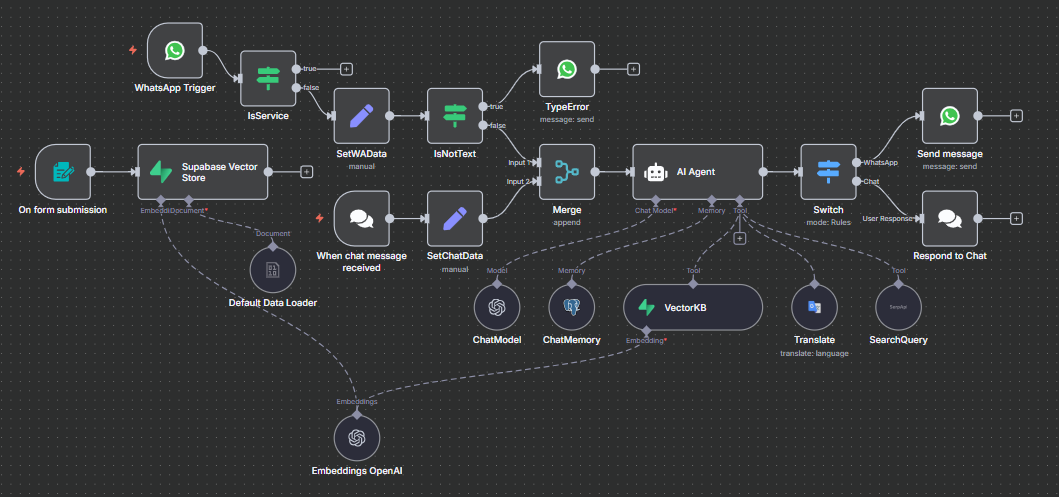 WhatsApp Trigger
true
false
IsService
SetWAData
manual
true
false
IsNotText
TypeError
message: send
On form submission
Supabase Vector
Store
Embeddi
Document*
Document
Default Data Loader
When chat message
received
SetChatData
manual
Input 1
Input 2
Merge
append
AI Agent
Chat Model*
Memory
Tool
WhatsApp
Chat
Switch
mode: Rules
Send message
message: send
User Response
Respond to Chat
Model
ChatModel
Memory
ChatMemory
Tool
VectorKB
Embedding*
Translate
translate: language
Tool
SearchQuery
Embeddings
Embeddings OpenAI